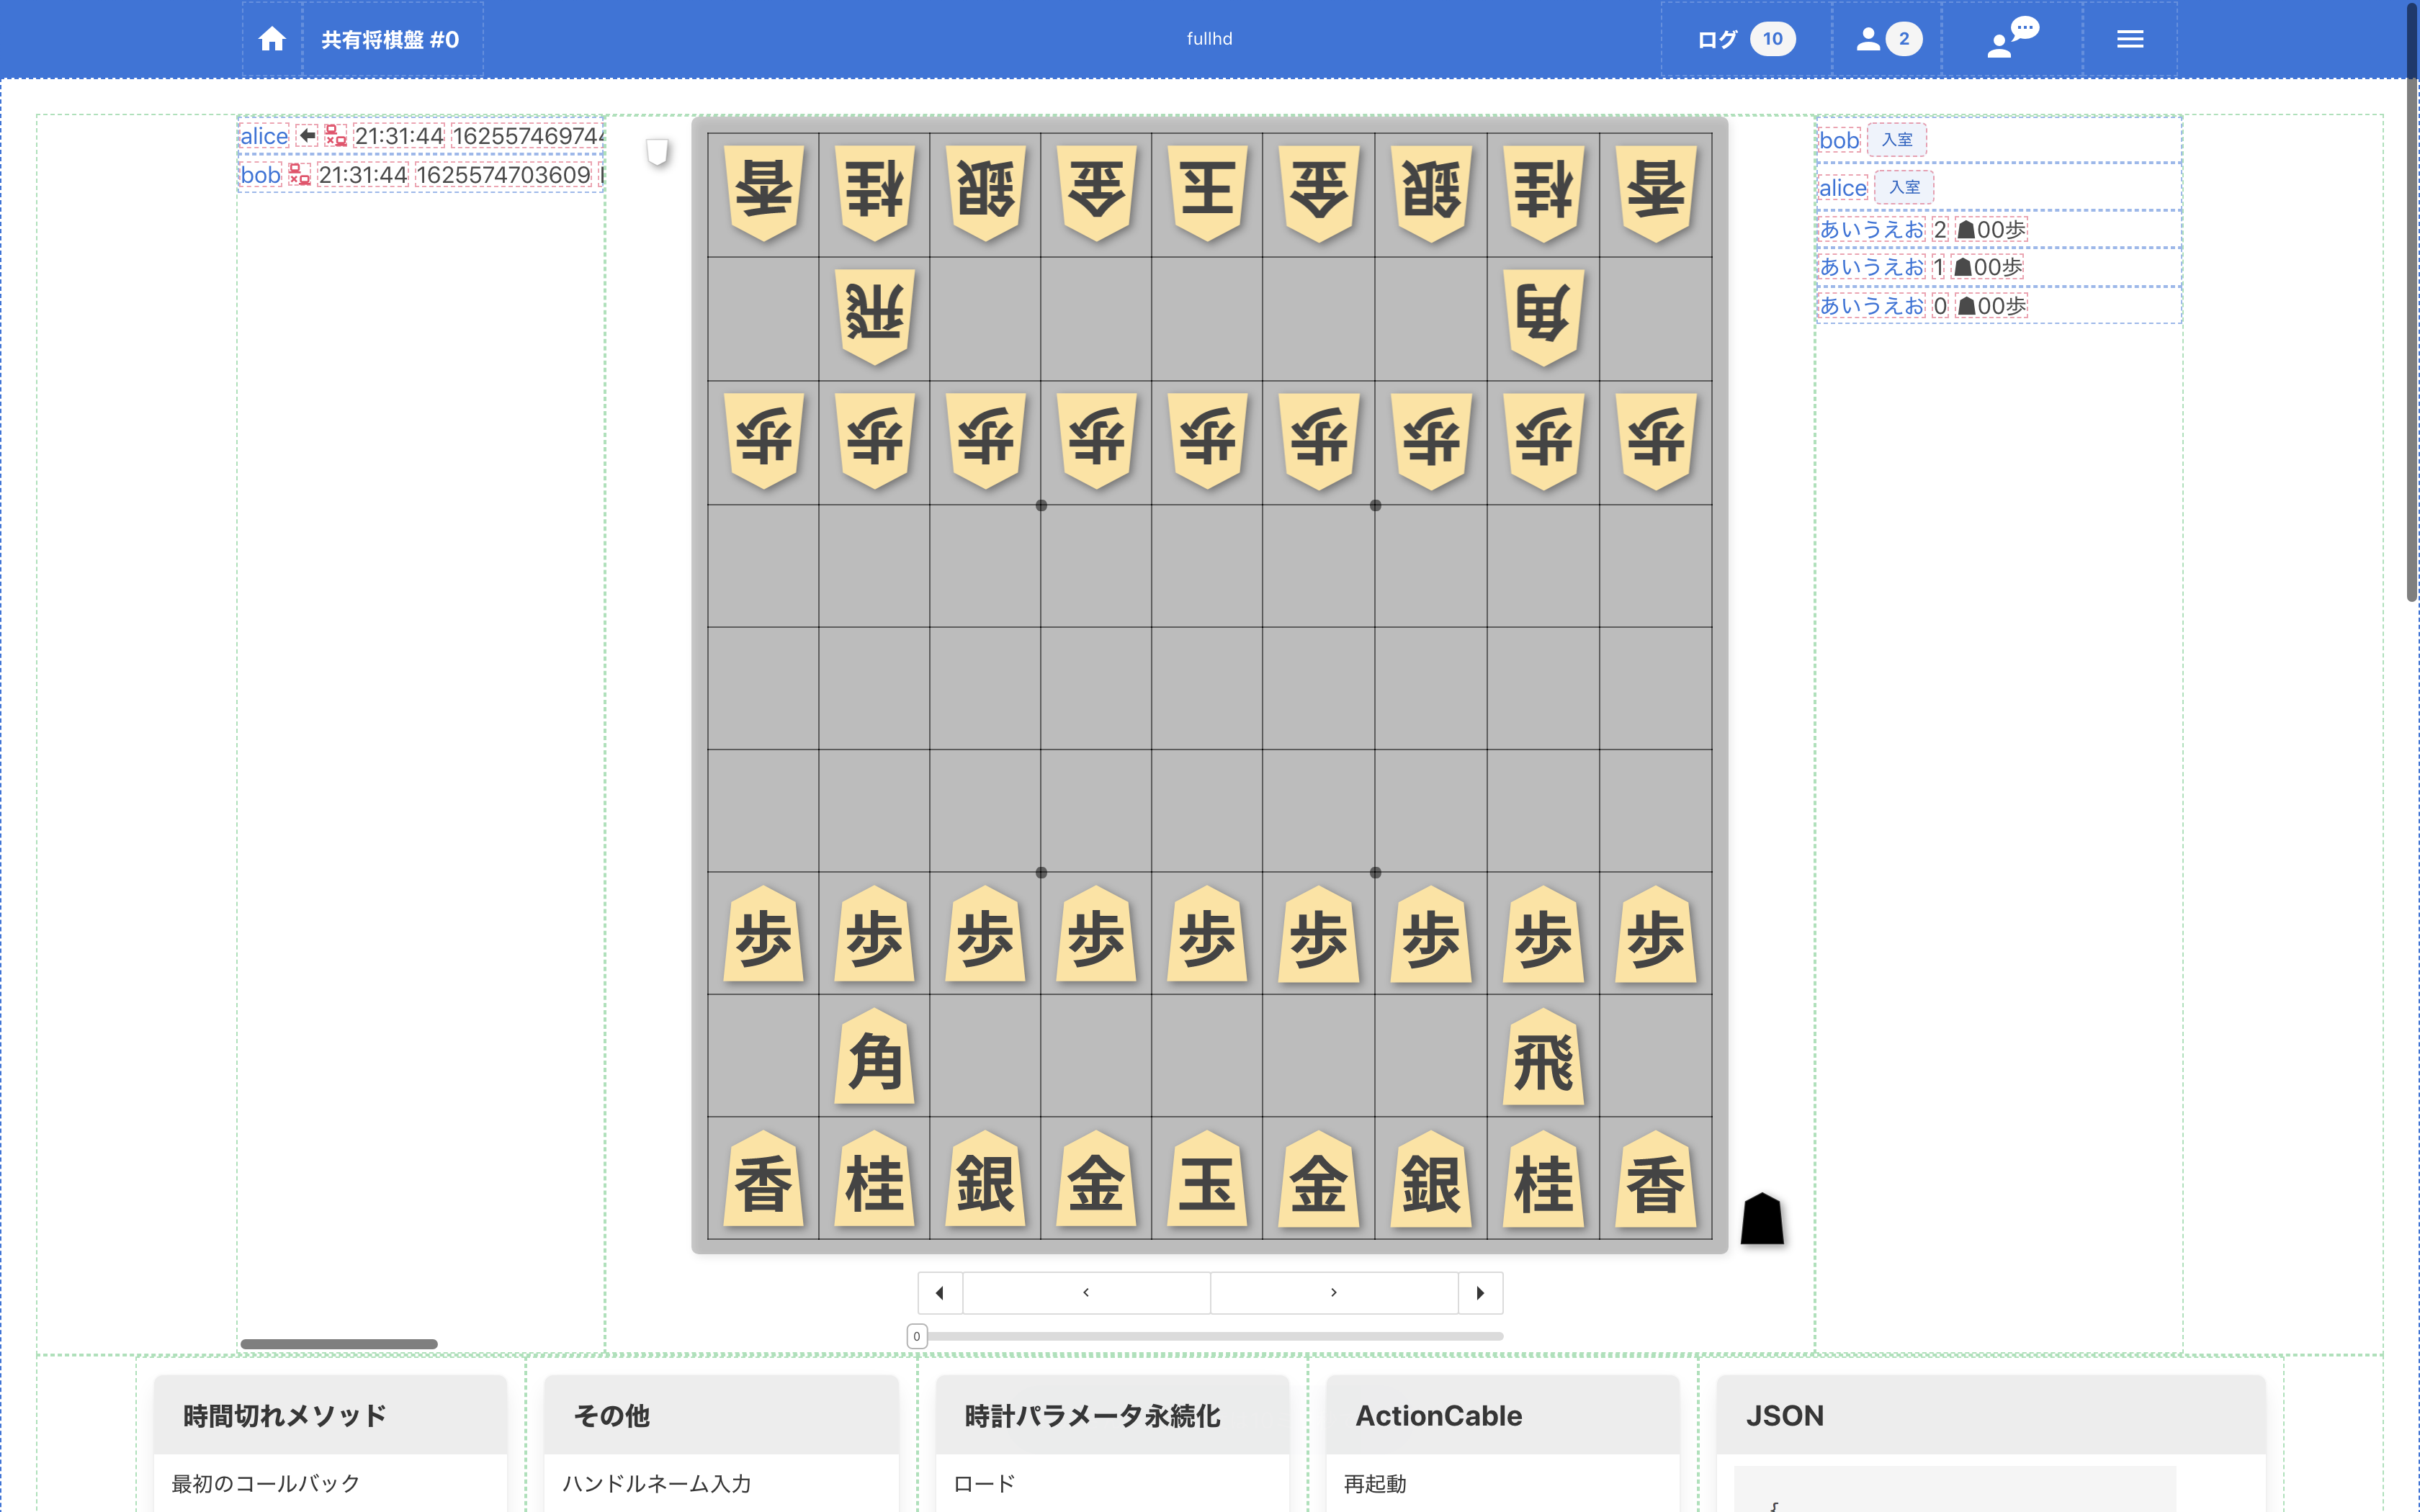 共有将棋盤 #0
fullhd
ログ 10
2
alice 21:31:44 162557469744
bob 21:31:44 1625574703609
香 桂 銀 金 玉 金 銀 桂 香
飛 角
歩 歩 歩 歩 歩 歩 歩 歩 歩
歩 歩 歩 歩 歩 歩 歩 歩 歩
角 飛
香 桂 銀 金 玉 金 銀 桂 香
0
bob 入室
alice 入室
あいうえお 2 ☗00歩
あいうえお 1 ☗00歩
あいうえお 0 ☗00歩
時間切れメソッド
最初のコールバック
その他
ハンドルネーム入力
時計パラメータ永続化
ロード
ActionCable
再起動
JSON
{